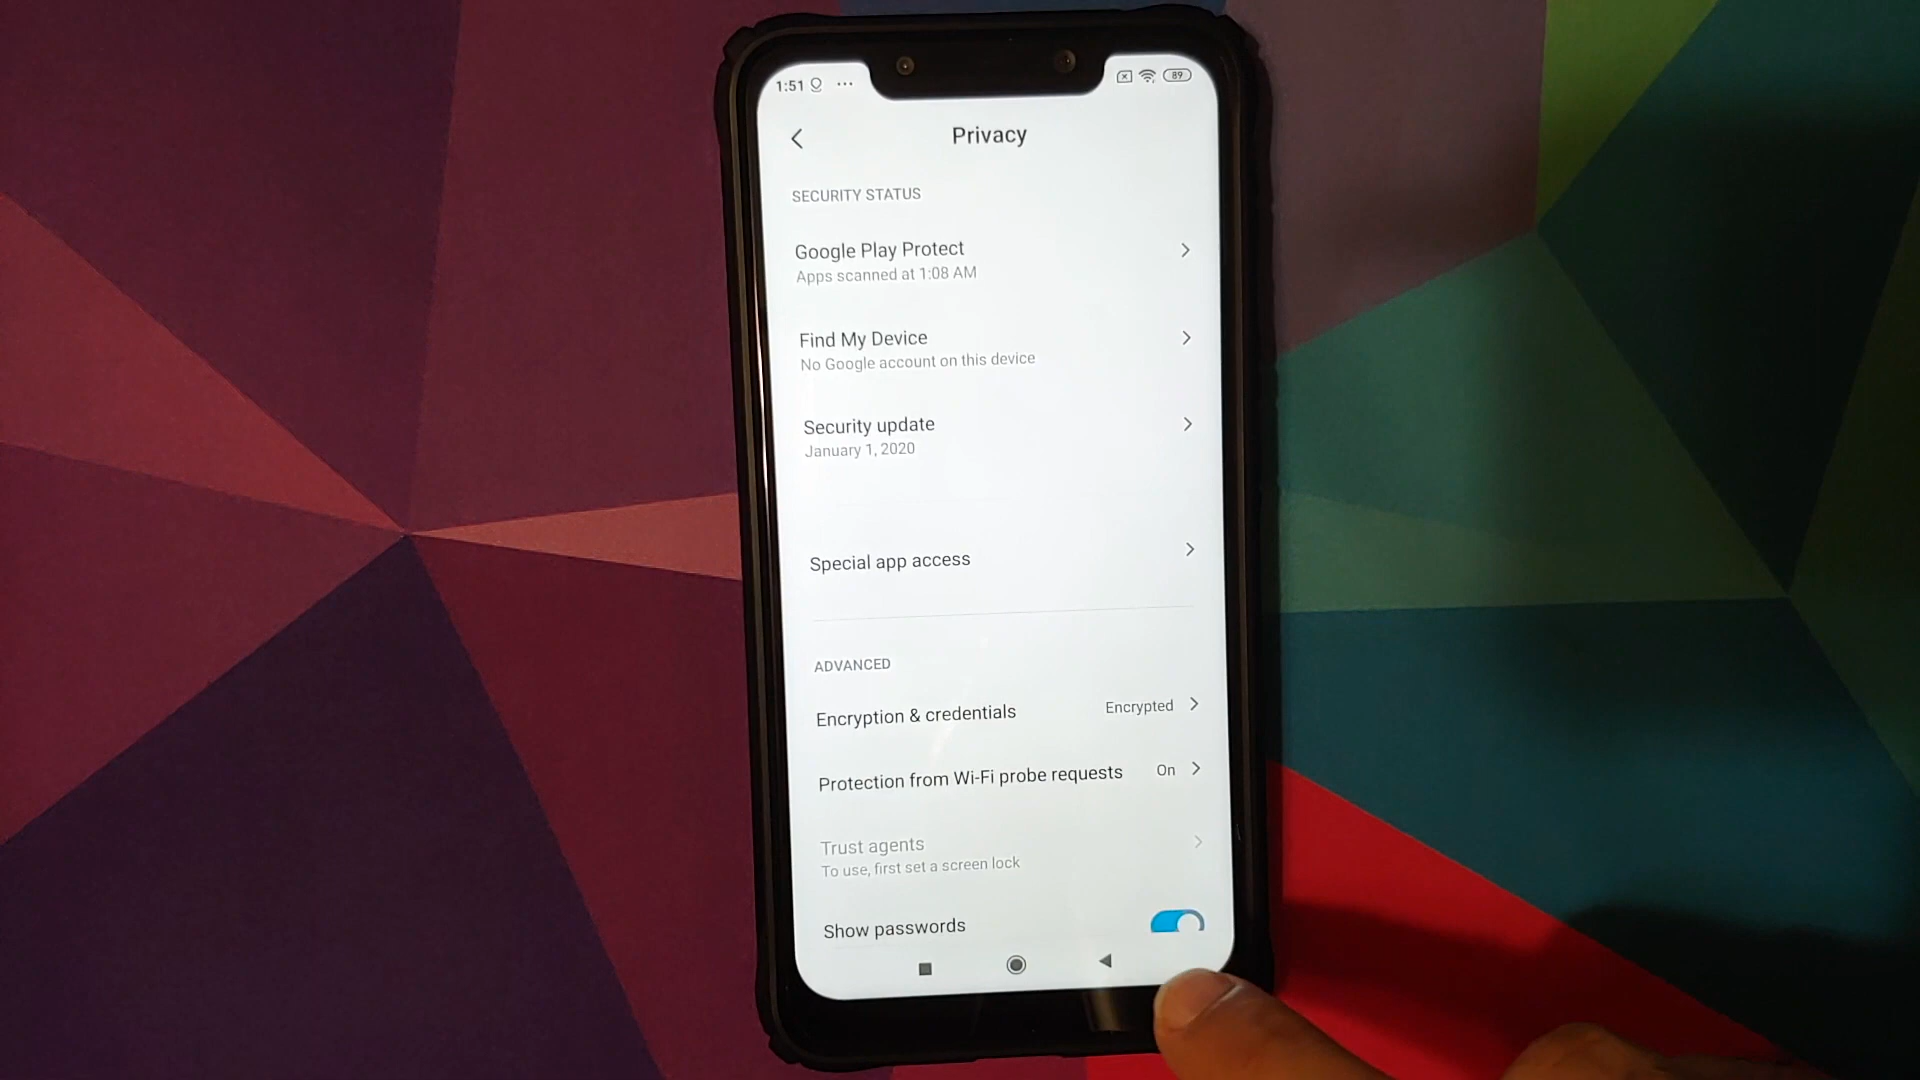 1:51 ... 89
Privacy
SECURITY STATUS
Google Play Protect
Apps scanned at 1:08 AM
Find My Device
No Google account on this device
Security update
January 1, 2020
Special app access
ADVANCED
Encryption & credentials Encrypted
Protection from Wi-Fi probe requests On
Trust agents
To use, first set a screen lock
Show passwords